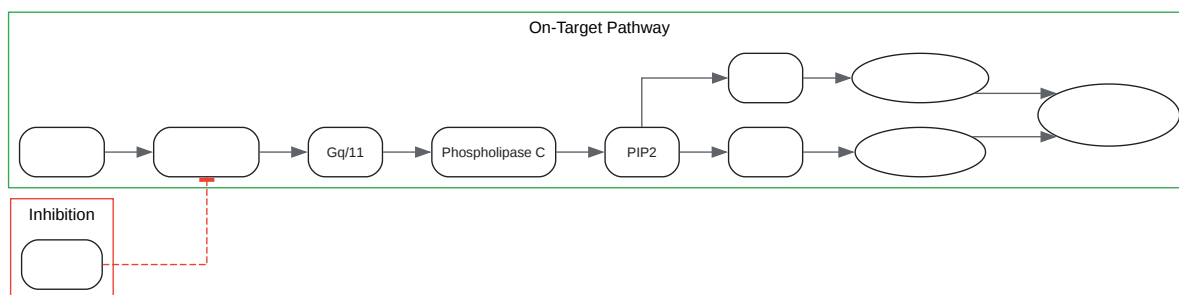 On-Target Pathway
Gq/11
Phospholipase C
PIP2
Inhibition